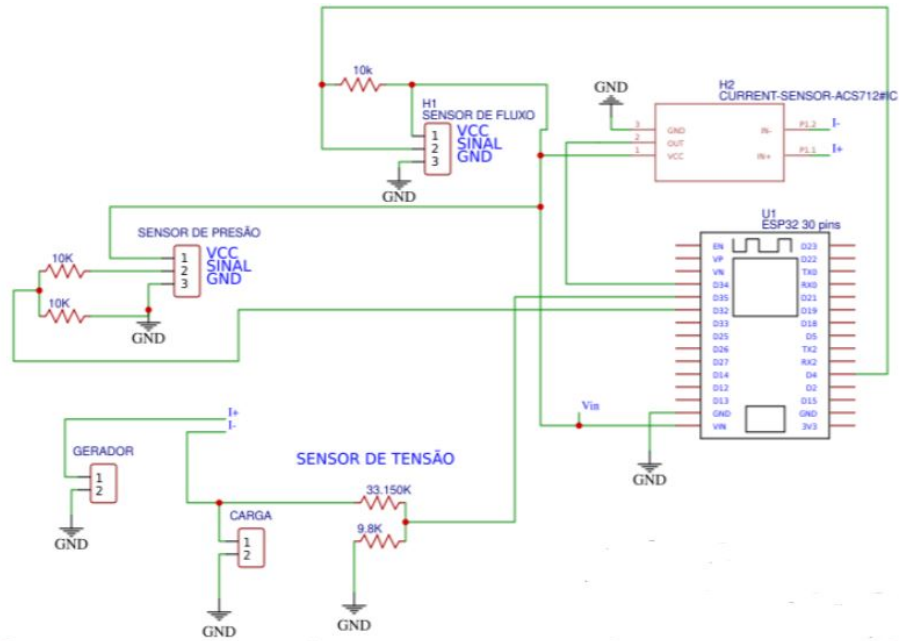 10k
H1
SENSOR DE FLUXO
1 VCC
2 SINAL
3 GND
GND
GND
H2
CURRENT-SENSOR-ACS712#IC
3 GND IN- P1.2 I-
2 OUT
1 VCC IN+ P1.1 I+
SENSOR DE PRESÃO
1 VCC
2 SINAL
3 GND
10K
10K
GND
U1
ESP32 30 pins
EN D23
VP D22
VN TX0
D34 RX0
D35 D21
D32 D19
D33 D18
D25 D5
D26 TX2
D27 RX2
D14 D4
D12 D2
D13 D15
GND GND
VIN 3V3
Vin
GND
I+
I-
GERADOR
1
2
GND
SENSOR DE TENSÃO
33.150K
9.8K
GND
CARGA
1
2
GND